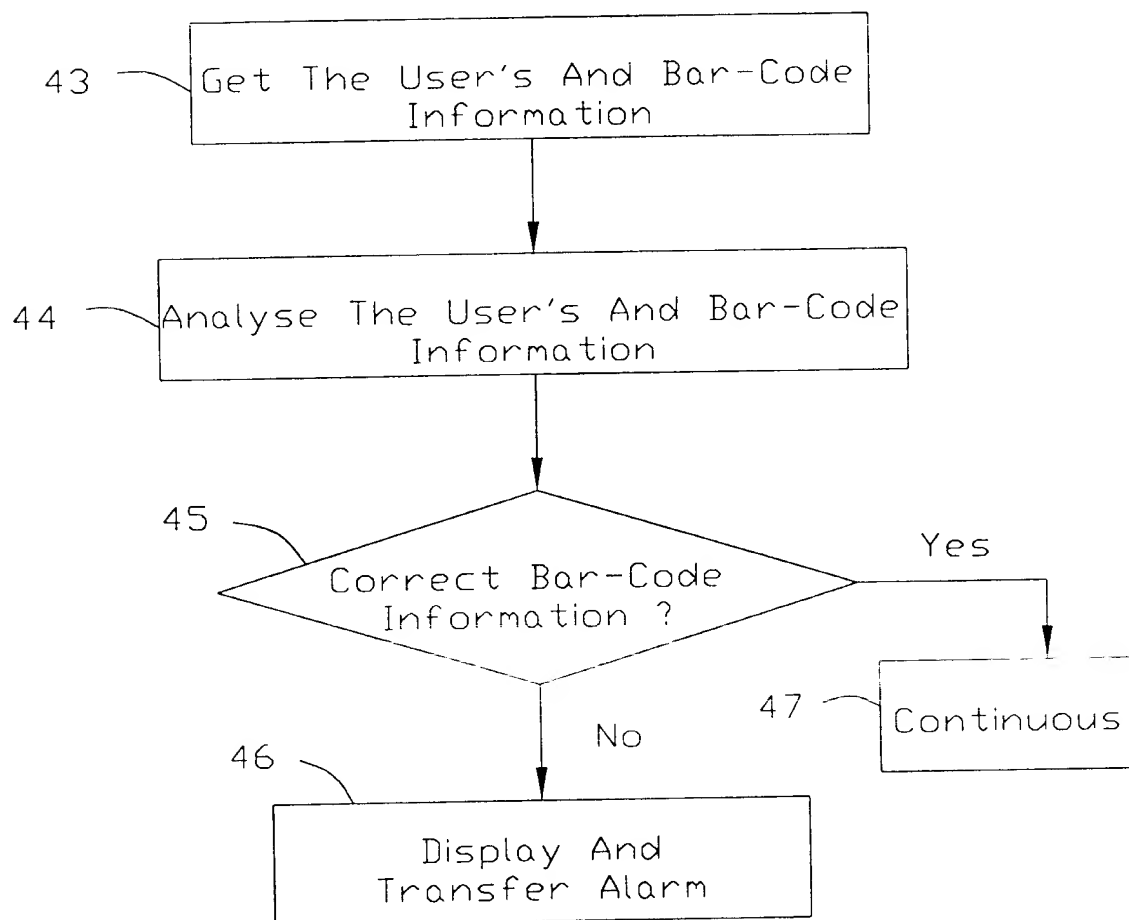 43
Get The User's And Bar-Code
Information
44
Analyse The User's And Bar-Code
Information
45
Correct Bar-Code
Information ?
Yes
No
47
Continuous
46
Display And
Transfer Alarm